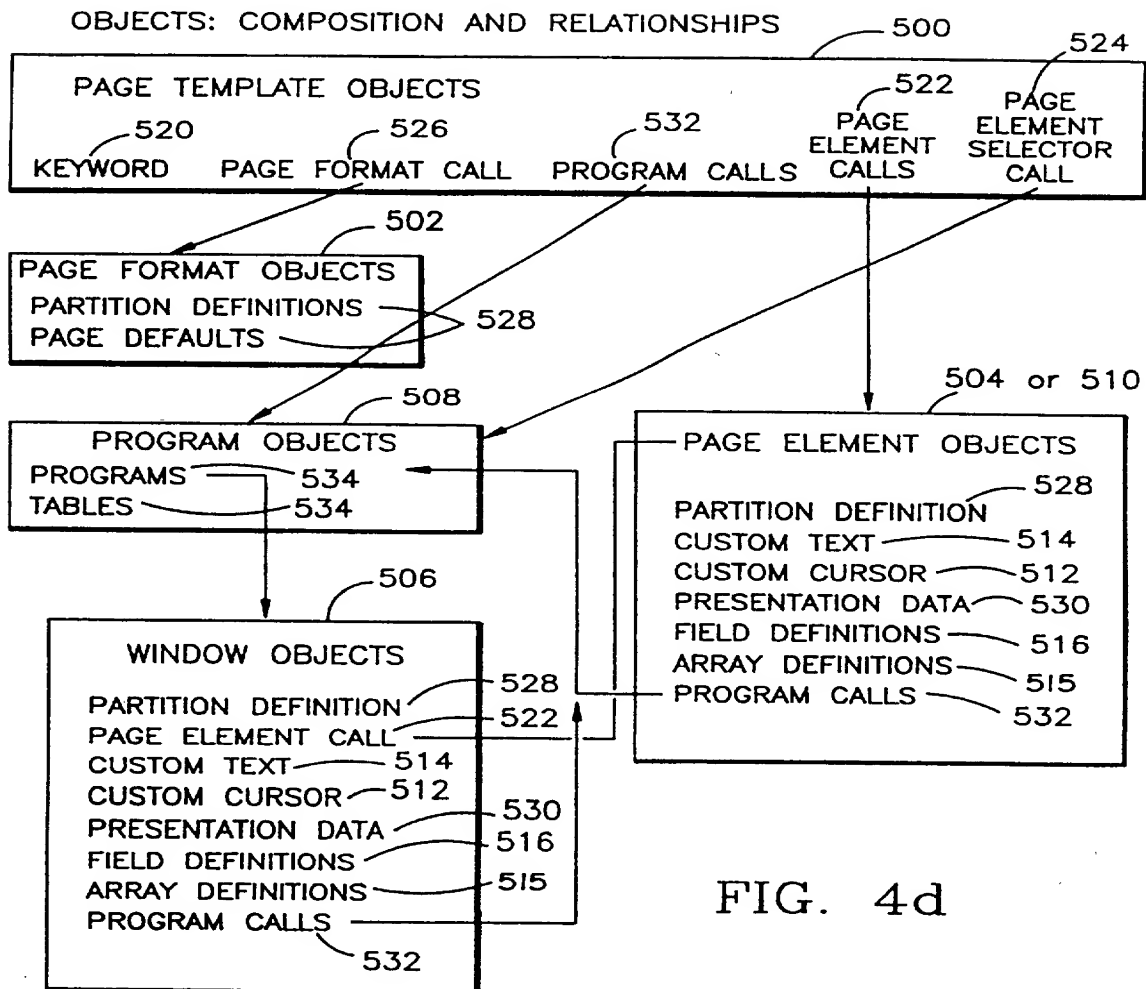 OBJECTS: COMPOSITION AND RELATIONSHIPS
500
524
PAGE TEMPLATE OBJECTS
520
526
532
522
KEYWORD
PAGE FORMAT CALL
PROGRAM CALLS
PAGE
ELEMENT
CALLS
PAGE
ELEMENT
SELECTOR
CALL
502
PAGE FORMAT OBJECTS
PARTITION DEFINITIONS
PAGE DEFAULTS
528
508
PROGRAM OBJECTS
PROGRAMS 534
TABLES 534
504 or 510
PAGE ELEMENT OBJECTS
528
PARTITION DEFINITION
CUSTOM TEXT 514
CUSTOM CURSOR 512
PRESENTATION DATA 530
FIELD DEFINITIONS 516
ARRAY DEFINITIONS 515
PROGRAM CALLS
532
506
WINDOW OBJECTS
PARTITION DEFINITION 528
PAGE ELEMENT CALL 522
CUSTOM TEXT 514
CUSTOM CURSOR 512
PRESENTATION DATA 530
FIELD DEFINITIONS 516
ARRAY DEFINITIONS 515
PROGRAM CALLS
532
FIG. 4d